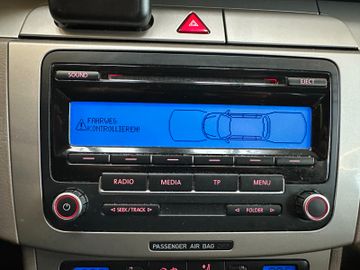 SOUND
EJECT
FAHRWEG
KONTROLLIEREN!
RADIO
MEDIA
TP
MENU
SEEK/TRACK
FOLDER
PASSENGER AIR BAG